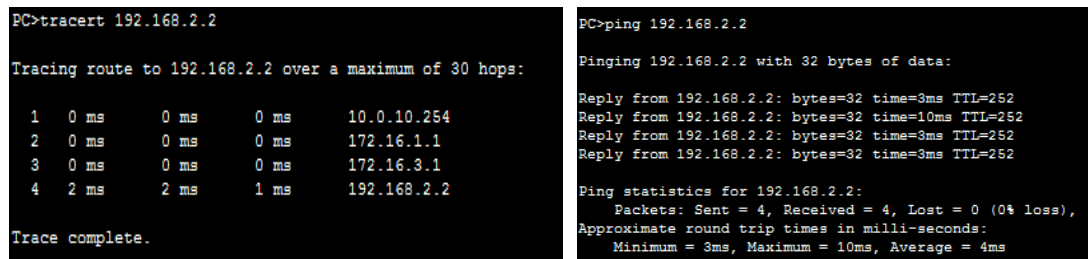 PC>tracert 192.168.2.2
Tracing route to 192.168.2.2 over a maximum of 30 hops:
1 0 ms 0 ms 0 ms 10.0.10.254
2 0 ms 0 ms 0 ms 172.16.1.1
3 0 ms 0 ms 0 ms 172.16.3.1
4 2 ms 2 ms 1 ms 192.168.2.2
Trace complete.
PC>ping 192.168.2.2
Pinging 192.168.2.2 with 32 bytes of data:
Reply from 192.168.2.2: bytes=32 time=3ms TTL=252
Reply from 192.168.2.2: bytes=32 time=10ms TTL=252
Reply from 192.168.2.2: bytes=32 time=3ms TTL=252
Reply from 192.168.2.2: bytes=32 time=3ms TTL=252
Ping statistics for 192.168.2.2:
Packets: Sent = 4, Received = 4, Lost = 0 (0% loss),
Approximate round trip times in milli-seconds:
Minimum = 3ms, Maximum = 10ms, Average = 4ms